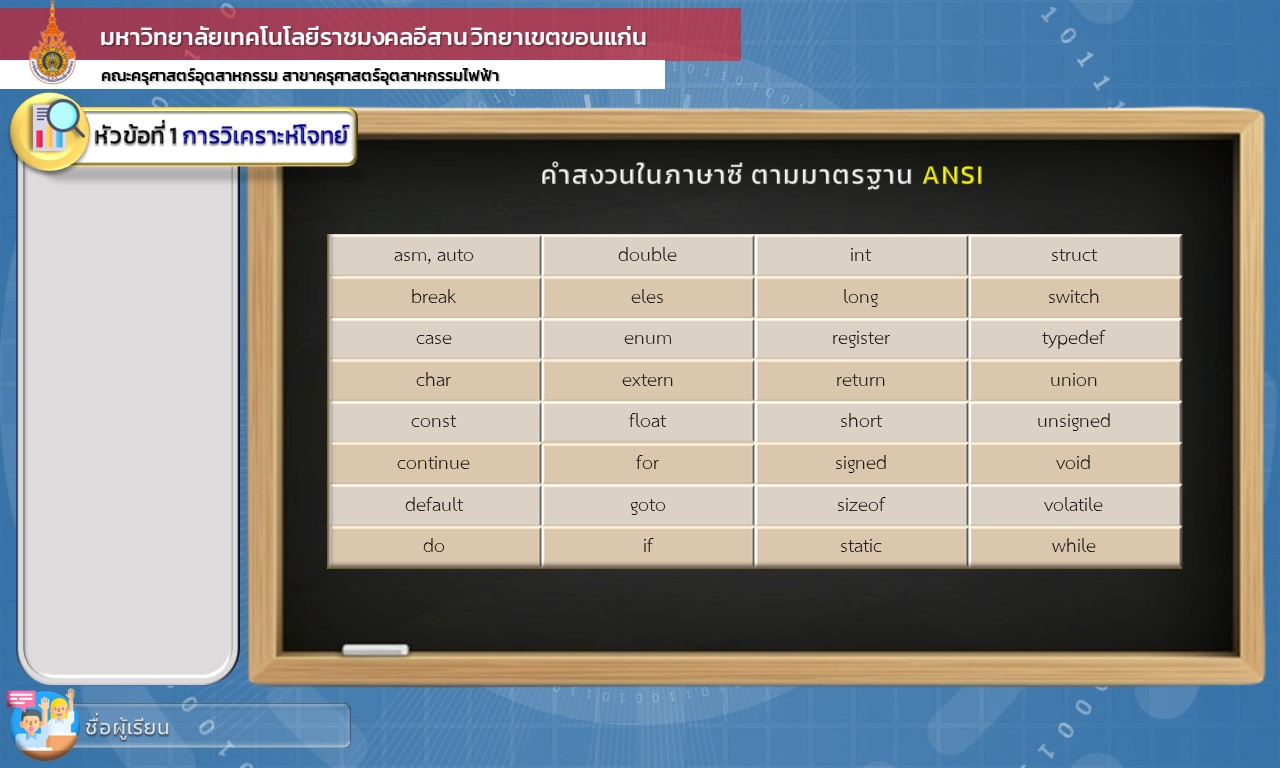 มหาวิทยาลัยเทคโนโลยีราชมงคลอีสาน วิทยาเขตขอนแก่น
คณะครุศาสตร์อุตสาหกรรม สาขาครุศาสตร์อุตสาหกรรมไฟฟ้า
หัวข้อที่ 1 การวิเคราะห์โจทย์
คำสงวนในภาษาซี ตามมาตรฐาน ANSI
asm, auto double int struct
break eles long switch
case enum register typedef
char extern return union
const float short unsigned
continue for signed void
default goto sizeof volatile
do if static while
ชื่อผู้เรียน